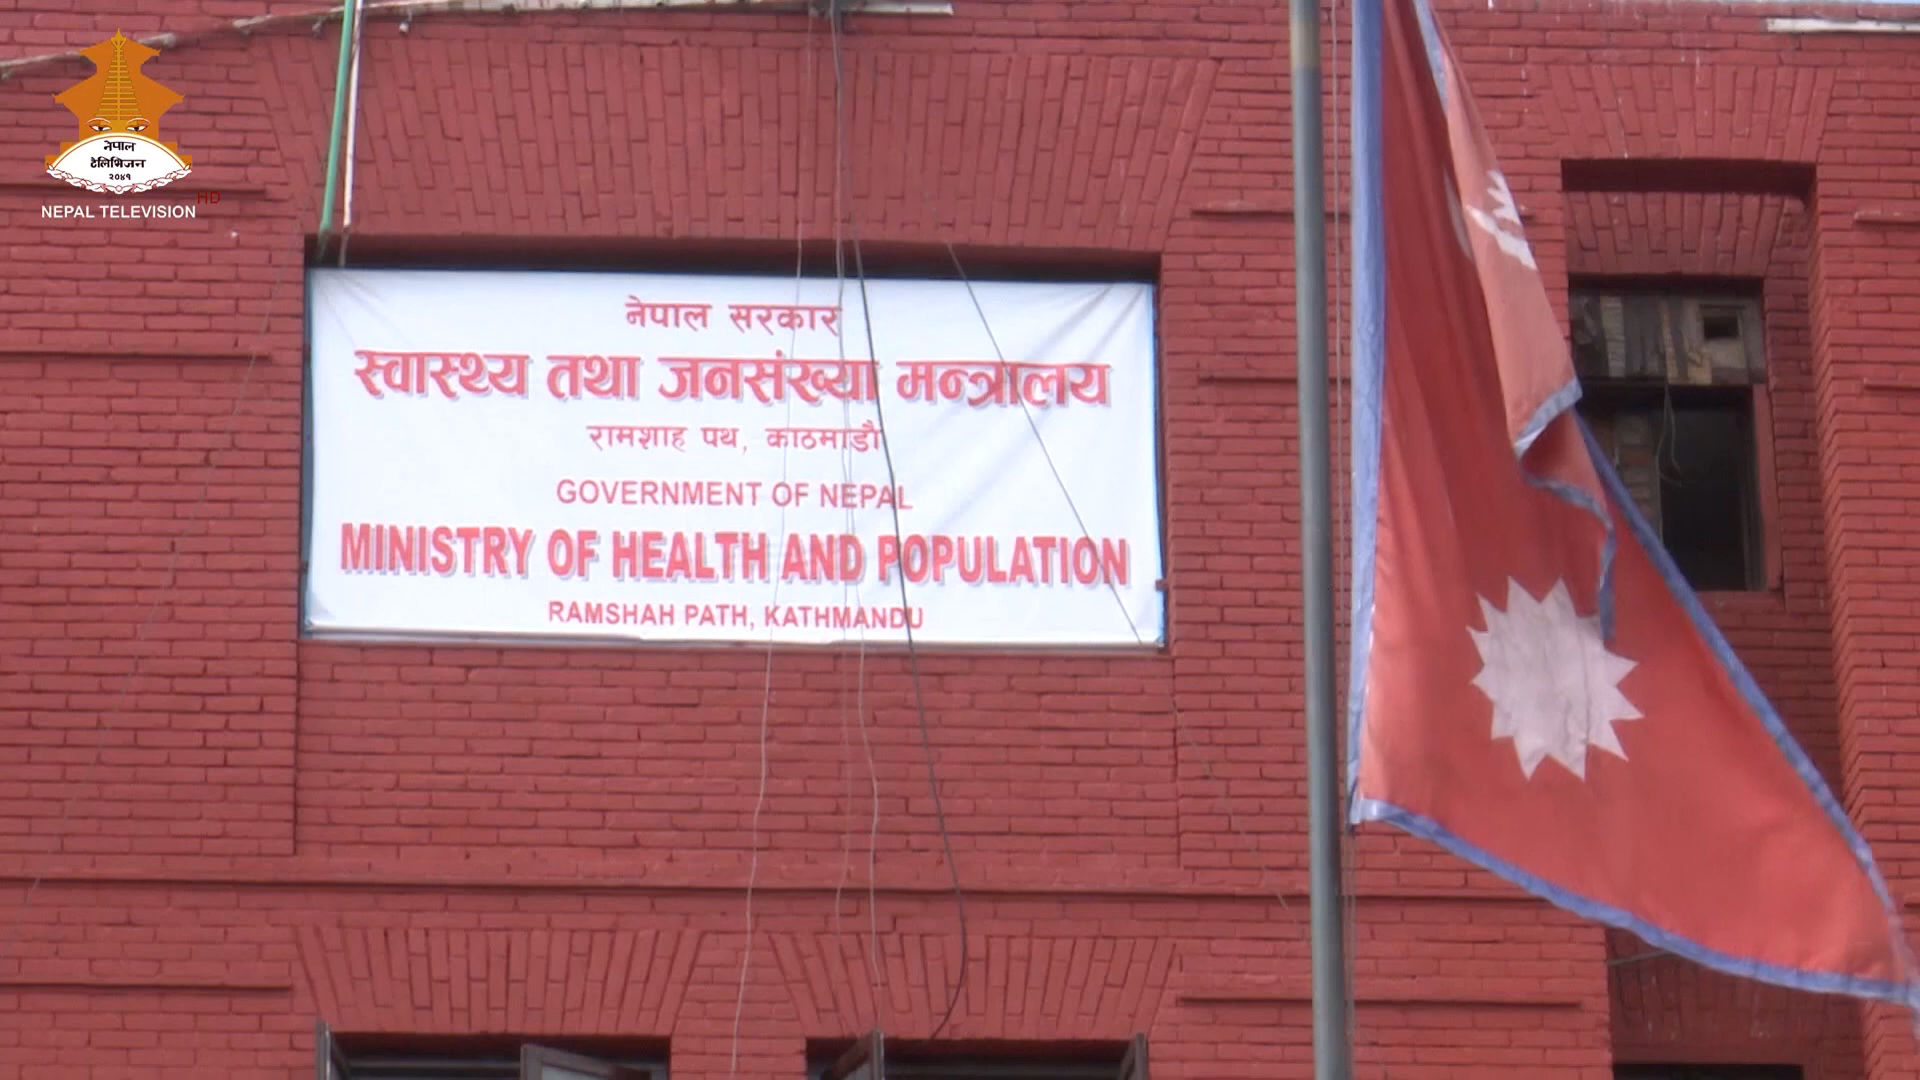 नेपाल
टेलिभिजन
२०४१
NEPAL TELEVISION
HD
नेपाल सरकार
स्वास्थ्य तथा जनसंख्या मन्त्रालय
रामशाह पथ, काठमाडौं
GOVERNMENT OF NEPAL
MINISTRY OF HEALTH AND POPULATION
RAMSHAH PATH, KATHMANDU